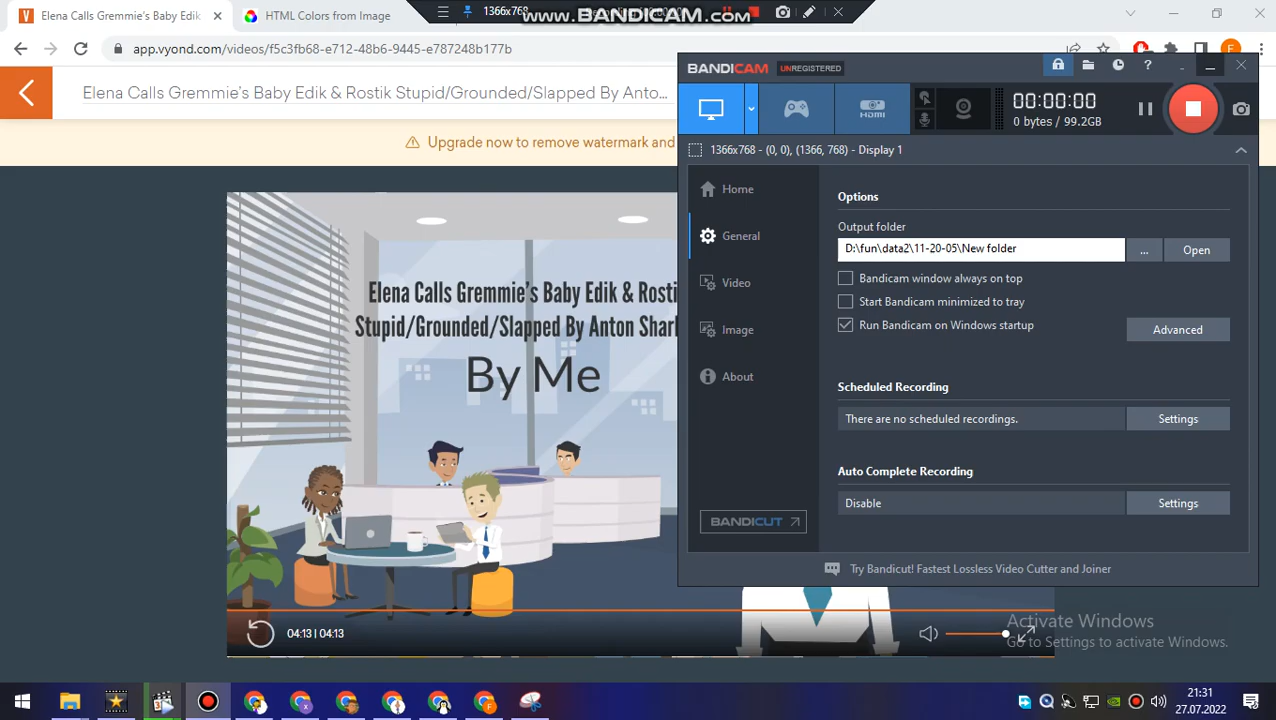 Elena Calls Gremmie's Baby Edik
HTML Colors from Image
1366x768
www.BANDICAM.com
app.vyond.com/videos/f5c3fb68-e712-48b6-9445-e787248b177b
F
Elena Calls Gremmie's Baby Edik & Rostik Stupid/Grounded/Slapped By Anto...
Upgrade now to remove watermark and
BANDICAM UNREGISTERED
HDMI
00:00:00
0 bytes / 99.2GB
1366x768 - (0, 0), (1366, 768) - Display 1
Home
General
Video
Image
About
BANDICUT
Options
Output folder
D:\fun\data2\11-20-05\New folder
...
Open
Bandicam window always on top
Start Bandicam minimized to tray
Run Bandicam on Windows startup
Advanced
Scheduled Recording
There are no scheduled recordings.
Settings
Auto Complete Recording
Disable
Settings
Try Bandicut! Fastest Lossless Video Cutter and Joiner
Elena Calls Gremmie's Baby Edik & Rosti
Stupid/Grounded/Slapped By Anton Shar
By Me
04:13 | 04:13
Activate Windows
Go to Settings to activate Windows.
21:31
27.07.2022